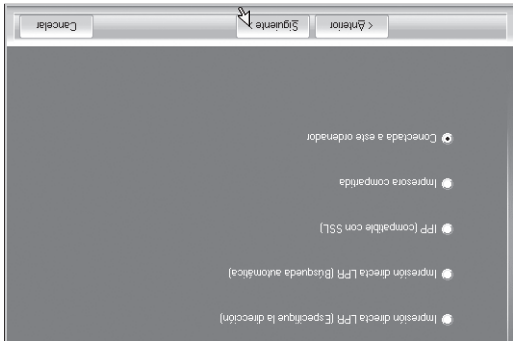 Impresión directa LPR (Especifique la dirección)
Impresión directa LPR (Búsqueda automática)
IPP (compatible con SSL)
Impresora compartida
Conectada a este ordenador
< Anterior
Siguiente >
Cancelar